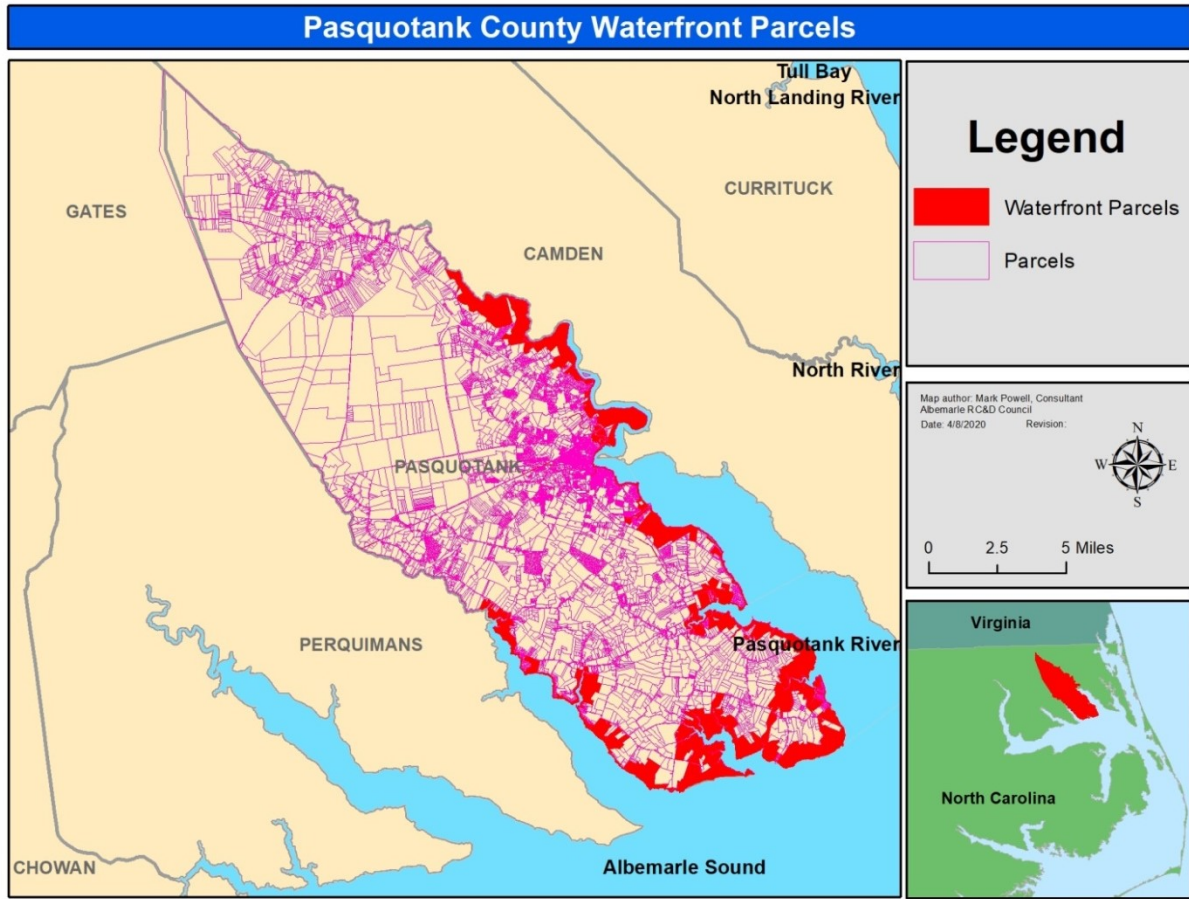 Pasquotank County Waterfront Parcels
Tull Bay
North Landing River
CURRITUCK
GATES
CAMDEN
North River
PASQUOTANK
PERQUIMANS
Pasquotank River
CHOWAN
Albemarle Sound
Legend
Waterfront Parcels
Parcels
Map author: Mark Powell, Consultant
Albemarle RC&D Council
Date: 4/8/2020 Revision:
N
W E
S
0 2.5 5 Miles
Virginia
North Carolina